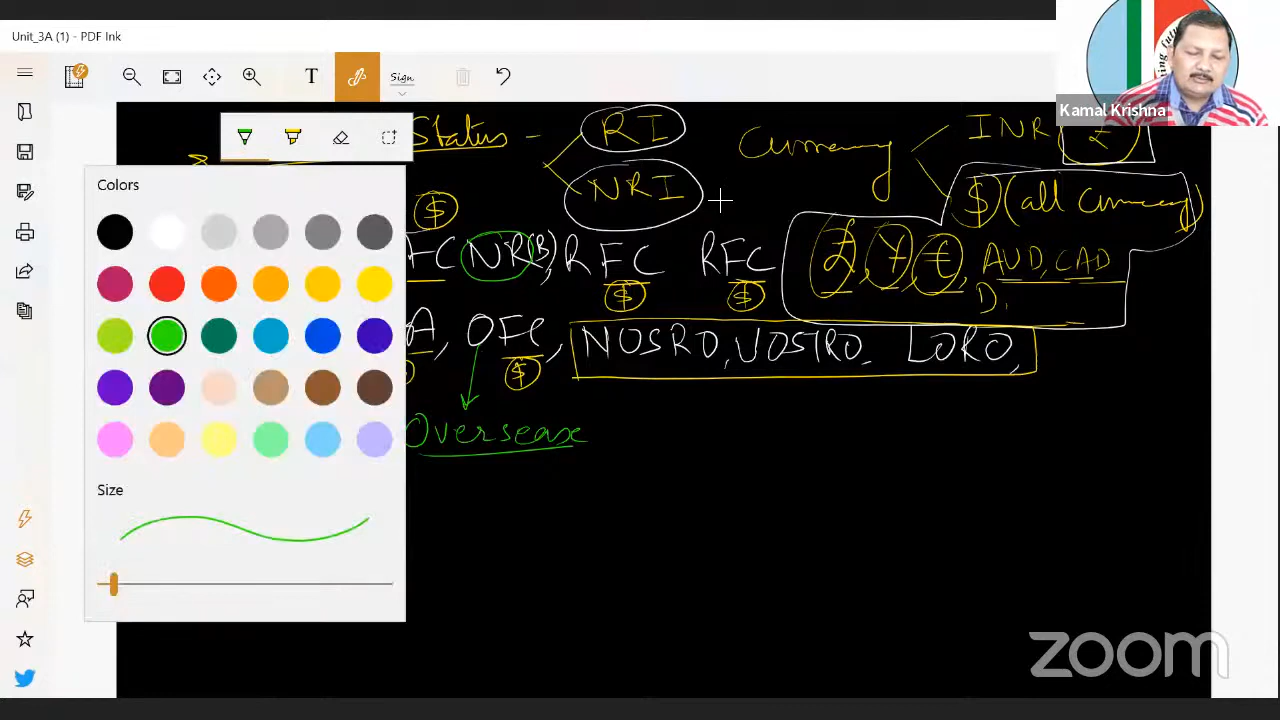 Unit_3A (1) - PDF Ink
T Sign
Kamal Krishna
Status - RI
NRI
Currency INR ₹
$ (all Currency)
$
FC NR(B), RFC RFC
£, ¥, €, AUD, CAD
$ $ D.
A, OFC, NOSRO, VOSTRO, LORO,
$
Overseas
Colors
Size
zoom